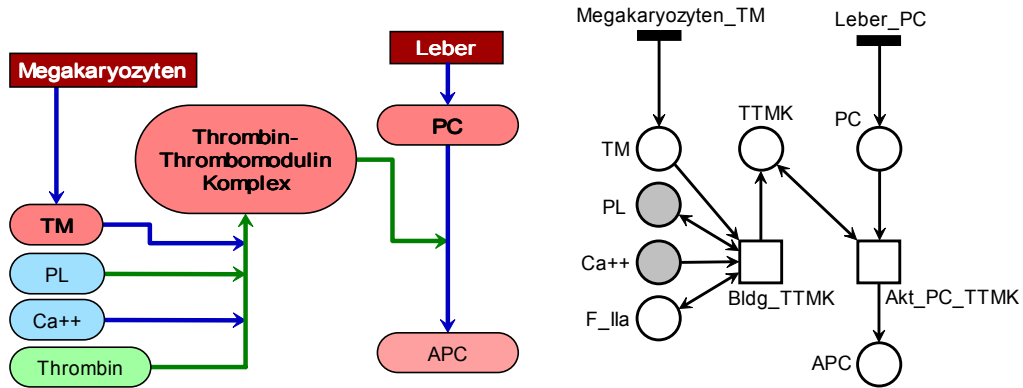 Megakaryozyten
Leber
Thrombin-
Thrombomodulin
Komplex
PC
TM
PL
Ca++
Thrombin
APC
Megakaryozyten_TM
Leber_PC
TTMK
PC
TM
PL
Ca++
F_IIa
Bldg_TTMK
Akt_PC_TTMK
APC